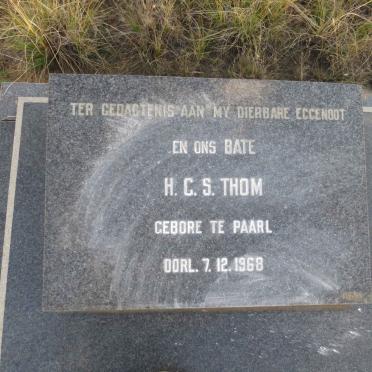 TER GEDAGTENIS AAN MY DIERBARE EGGENOOT
EN ONS BATE
H. C. S. THOM
GEBORE TE PAARL
OORL. 7. 12. 1968